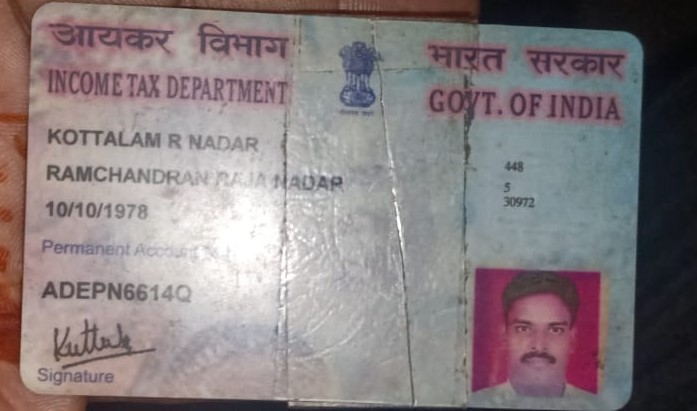 आयकर विभाग
भारत सरकार
INCOME TAX DEPARTMENT
GOVT. OF INDIA
KOTTALAM R NADAR
RAMCHANDRAN RAJA NADAR
10/10/1978
448
5
30972
Permanent Account
ADEPN6614Q
Signature